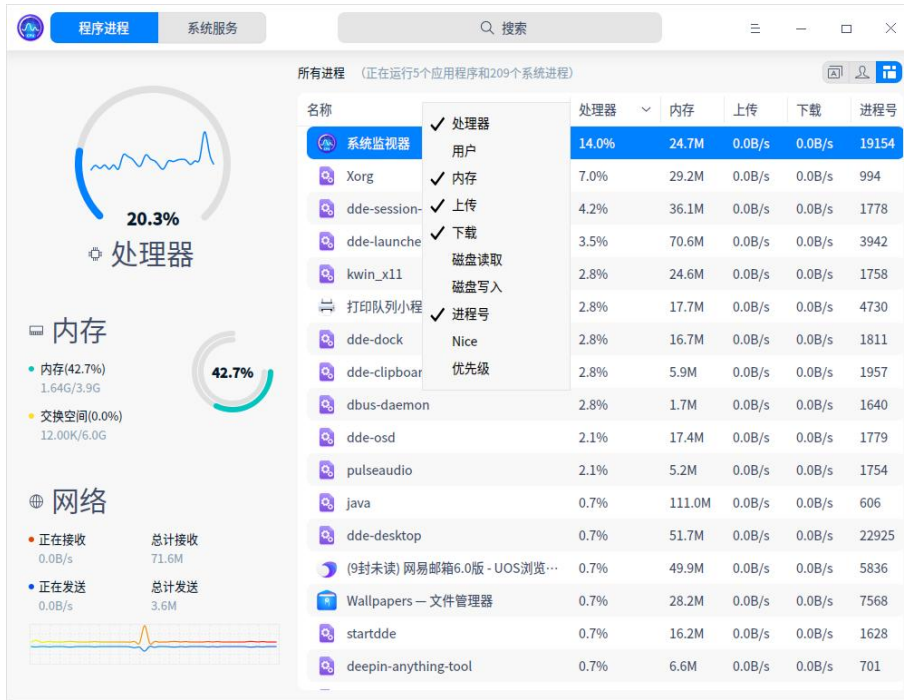 程序进程 系统服务 搜索
所有进程 (正在运行5个应用程序和209个系统进程)
名称 处理器 内存 上传 下载 进程号
系统监视器 14.0% 24.7M 0.0B/s 0.0B/s 19154
Xorg 7.0% 29.2M 0.0B/s 0.0B/s 994
dde-session- 4.2% 36.1M 0.0B/s 0.0B/s 1778
dde-launche 3.5% 70.6M 0.0B/s 0.0B/s 3942
kwin_x11 2.8% 24.6M 0.0B/s 0.0B/s 1758
打印队列小程 2.8% 17.7M 0.0B/s 0.0B/s 4730
dde-dock 2.8% 16.7M 0.0B/s 0.0B/s 1811
dde-clipboar 2.8% 5.9M 0.0B/s 0.0B/s 1957
dbus-daemon 2.8% 1.7M 0.0B/s 0.0B/s 1640
dde-osd 2.1% 17.4M 0.0B/s 0.0B/s 1779
pulseaudio 2.1% 5.2M 0.0B/s 0.0B/s 1754
java 0.7% 111.0M 0.0B/s 0.0B/s 606
dde-desktop 0.7% 51.7M 0.0B/s 0.0B/s 22925
(9封未读) 网易邮箱6.0版 - UOS浏览… 0.7% 49.9M 0.0B/s 0.0B/s 5836
Wallpapers — 文件管理器 0.7% 28.2M 0.0B/s 0.0B/s 7568
startdde 0.7% 16.2M 0.0B/s 0.0B/s 1628
deepin-anything-tool 0.7% 6.6M 0.0B/s 0.0B/s 701
处理器
用户
内存
上传
下载
磁盘读取
磁盘写入
进程号
Nice
优先级
20.3%
处理器
内存
内存(42.7%)
1.64G/3.9G
42.7%
交换空间(0.0%)
12.00K/6.0G
网络
正在接收 总计接收
0.0B/s 71.6M
正在发送 总计发送
0.0B/s 3.6M